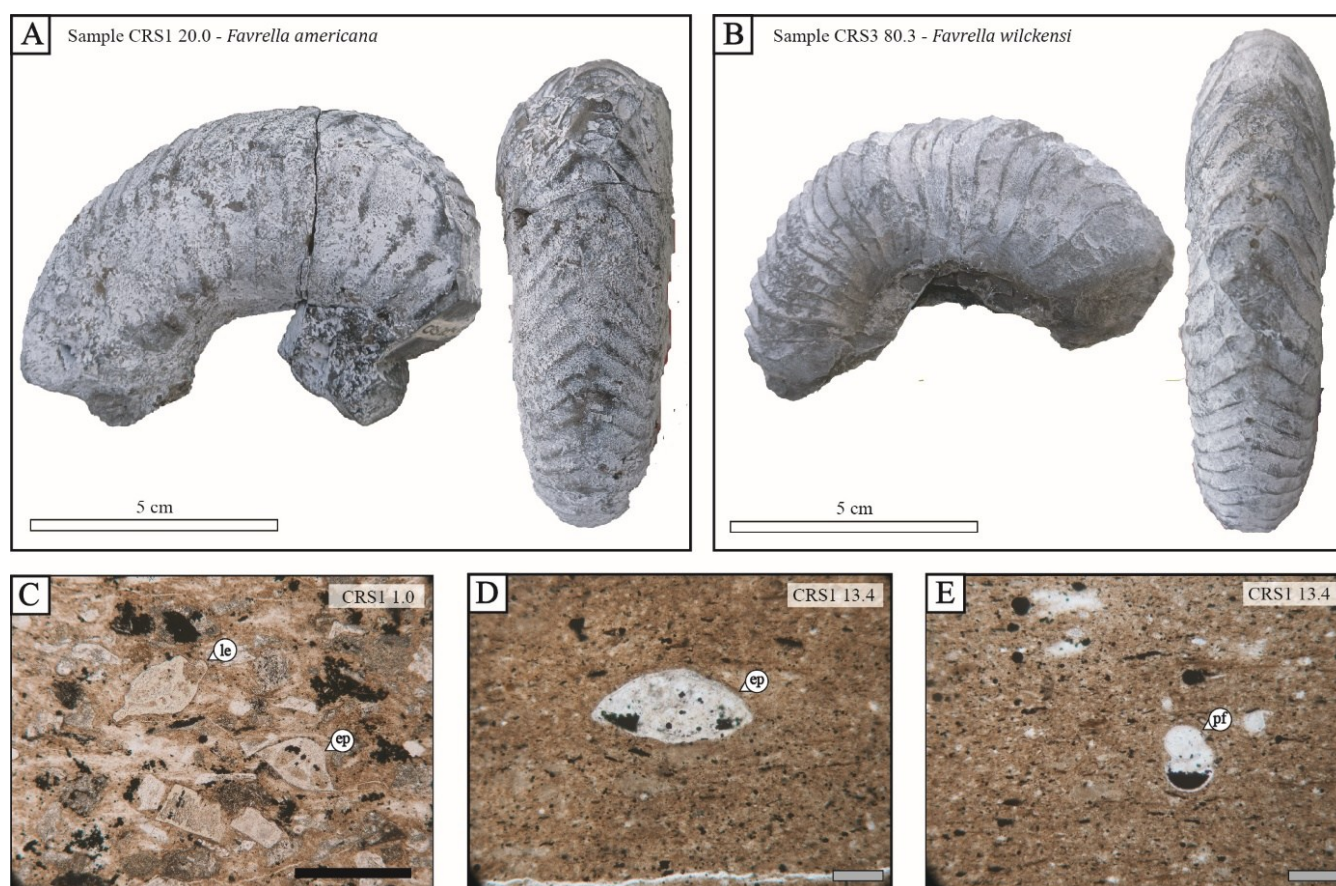 A
Sample CRS1 20.0 - Favrella americana
5 cm
B
Sample CRS3 80.3 - Favrella wilckensi
5 cm
C
CRS1 1.0
le
ep
D
CRS1 13.4
ep
E
CRS1 13.4
pf